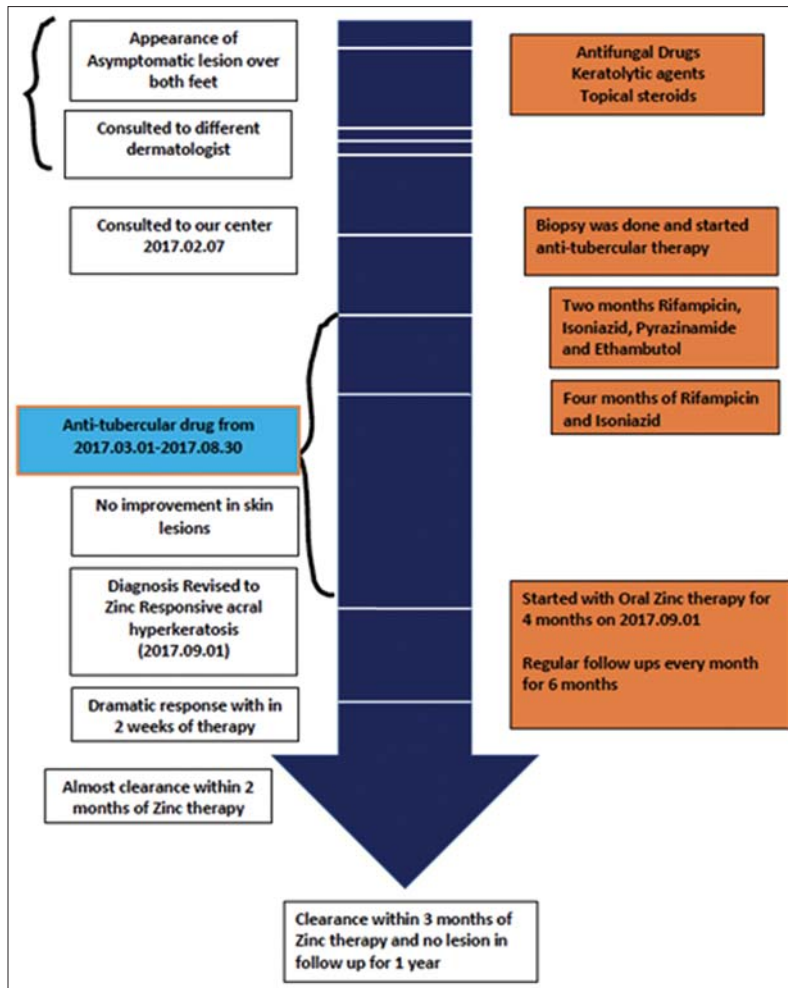 Appearance of
Asymptomatic lesion over
both feet
Antifungal Drugs
Keratolytic agents
Topical steroids
Consulted to different
dermatologist
Consulted to our center
2017.02.07
Biopsy was done and started
anti-tubercular therapy
Two months Rifampicin,
Isoniazid, Pyrazinamide
and Ethambutol
Four months of Rifampicin
and Isoniazid
Anti-tubercular drug from
2017.03.01-2017.08.30
No improvement in skin
lesions
Diagnosis Revised to
Zinc Responsive acral
hyperkeratosis
(2017.09.01)
Started with Oral Zinc therapy for
4 months on 2017.09.01
Regular follow ups every month
for 6 months
Dramatic response with in
2 weeks of therapy
Almost clearance within 2
months of Zinc therapy
Clearance within 3 months of
Zinc therapy and no lesion in
follow up for 1 year